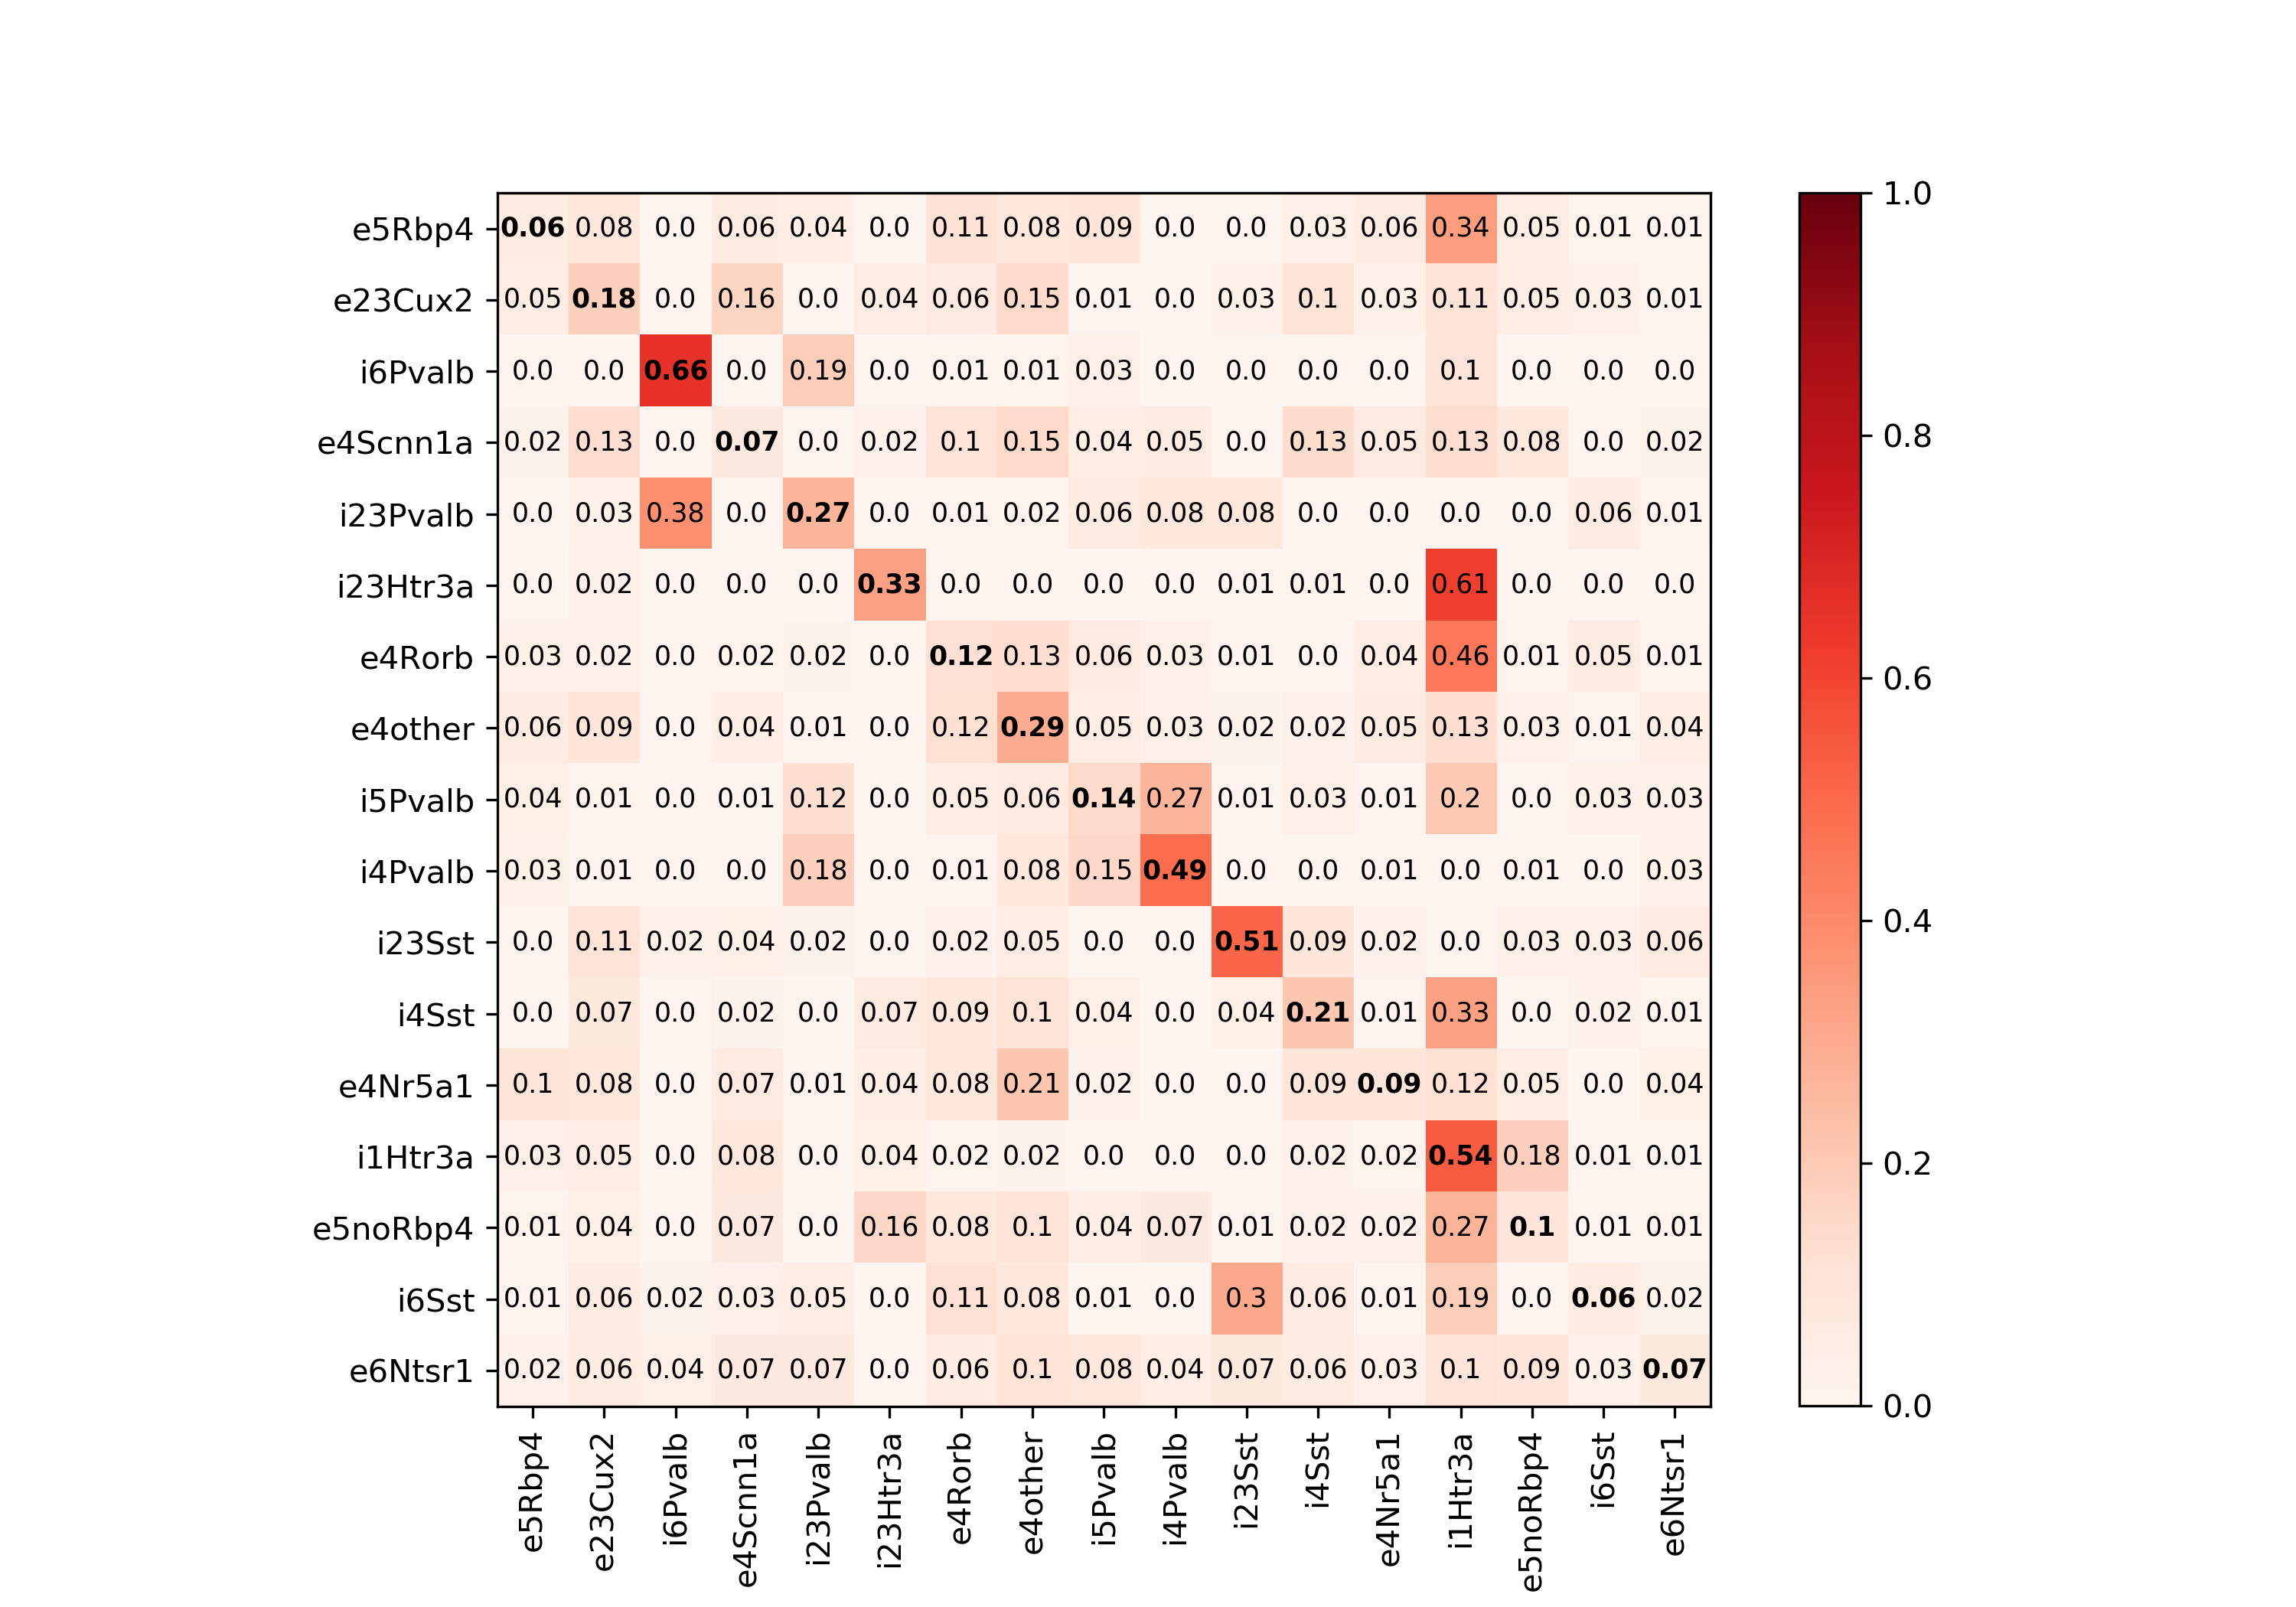 e5Rbp4 0.06 0.08 0.0 0.06 0.04 0.0 0.11 0.08 0.09 0.0 0.0 0.03 0.06 0.34 0.05 0.01 0.01
e23Cux2 0.05 0.18 0.0 0.16 0.0 0.04 0.06 0.15 0.01 0.0 0.03 0.1 0.03 0.11 0.05 0.03 0.01
i6Pvalb 0.0 0.0 0.66 0.0 0.19 0.0 0.01 0.01 0.03 0.0 0.0 0.0 0.0 0.1 0.0 0.0 0.0
e4Scnn1a 0.02 0.13 0.0 0.07 0.0 0.02 0.1 0.15 0.04 0.05 0.0 0.13 0.05 0.13 0.08 0.0 0.02
i23Pvalb 0.0 0.03 0.38 0.0 0.27 0.0 0.01 0.02 0.06 0.08 0.08 0.0 0.0 0.0 0.0 0.06 0.01
i23Htr3a 0.0 0.02 0.0 0.0 0.0 0.33 0.0 0.0 0.0 0.0 0.01 0.01 0.0 0.61 0.0 0.0 0.0
e4Rorb 0.03 0.02 0.0 0.02 0.02 0.0 0.12 0.13 0.06 0.03 0.01 0.0 0.04 0.46 0.01 0.05 0.01
e4other 0.06 0.09 0.0 0.04 0.01 0.0 0.12 0.29 0.05 0.03 0.02 0.02 0.05 0.13 0.03 0.01 0.04
i5Pvalb 0.04 0.01 0.0 0.01 0.12 0.0 0.05 0.06 0.14 0.27 0.01 0.03 0.01 0.2 0.0 0.03 0.03
i4Pvalb 0.03 0.01 0.0 0.0 0.18 0.0 0.01 0.08 0.15 0.49 0.0 0.0 0.01 0.0 0.01 0.0 0.03
i23Sst 0.0 0.11 0.02 0.04 0.02 0.0 0.02 0.05 0.0 0.0 0.51 0.09 0.02 0.0 0.03 0.03 0.06
i4Sst 0.0 0.07 0.0 0.02 0.0 0.07 0.09 0.1 0.04 0.0 0.04 0.21 0.01 0.33 0.0 0.02 0.01
e4Nr5a1 0.1 0.08 0.0 0.07 0.01 0.04 0.08 0.21 0.02 0.0 0.0 0.09 0.09 0.12 0.05 0.0 0.04
i1Htr3a 0.03 0.05 0.0 0.08 0.0 0.04 0.02 0.02 0.0 0.0 0.0 0.02 0.02 0.54 0.18 0.01 0.01
e5noRbp4 0.01 0.04 0.0 0.07 0.0 0.16 0.08 0.1 0.04 0.07 0.01 0.02 0.02 0.27 0.1 0.01 0.01
i6Sst 0.01 0.06 0.02 0.03 0.05 0.0 0.11 0.08 0.01 0.0 0.3 0.06 0.01 0.19 0.0 0.06 0.02
e6Ntsr1 0.02 0.06 0.04 0.07 0.07 0.0 0.06 0.1 0.08 0.04 0.07 0.06 0.03 0.1 0.09 0.03 0.07
e5Rbp4
e23Cux2
i6Pvalb
e4Scnn1a
i23Pvalb
i23Htr3a
e4Rorb
e4other
i5Pvalb
i4Pvalb
i23Sst
i4Sst
e4Nr5a1
i1Htr3a
e5noRbp4
i6Sst
e6Ntsr1
1.0
0.8
0.6
0.4
0.2
0.0